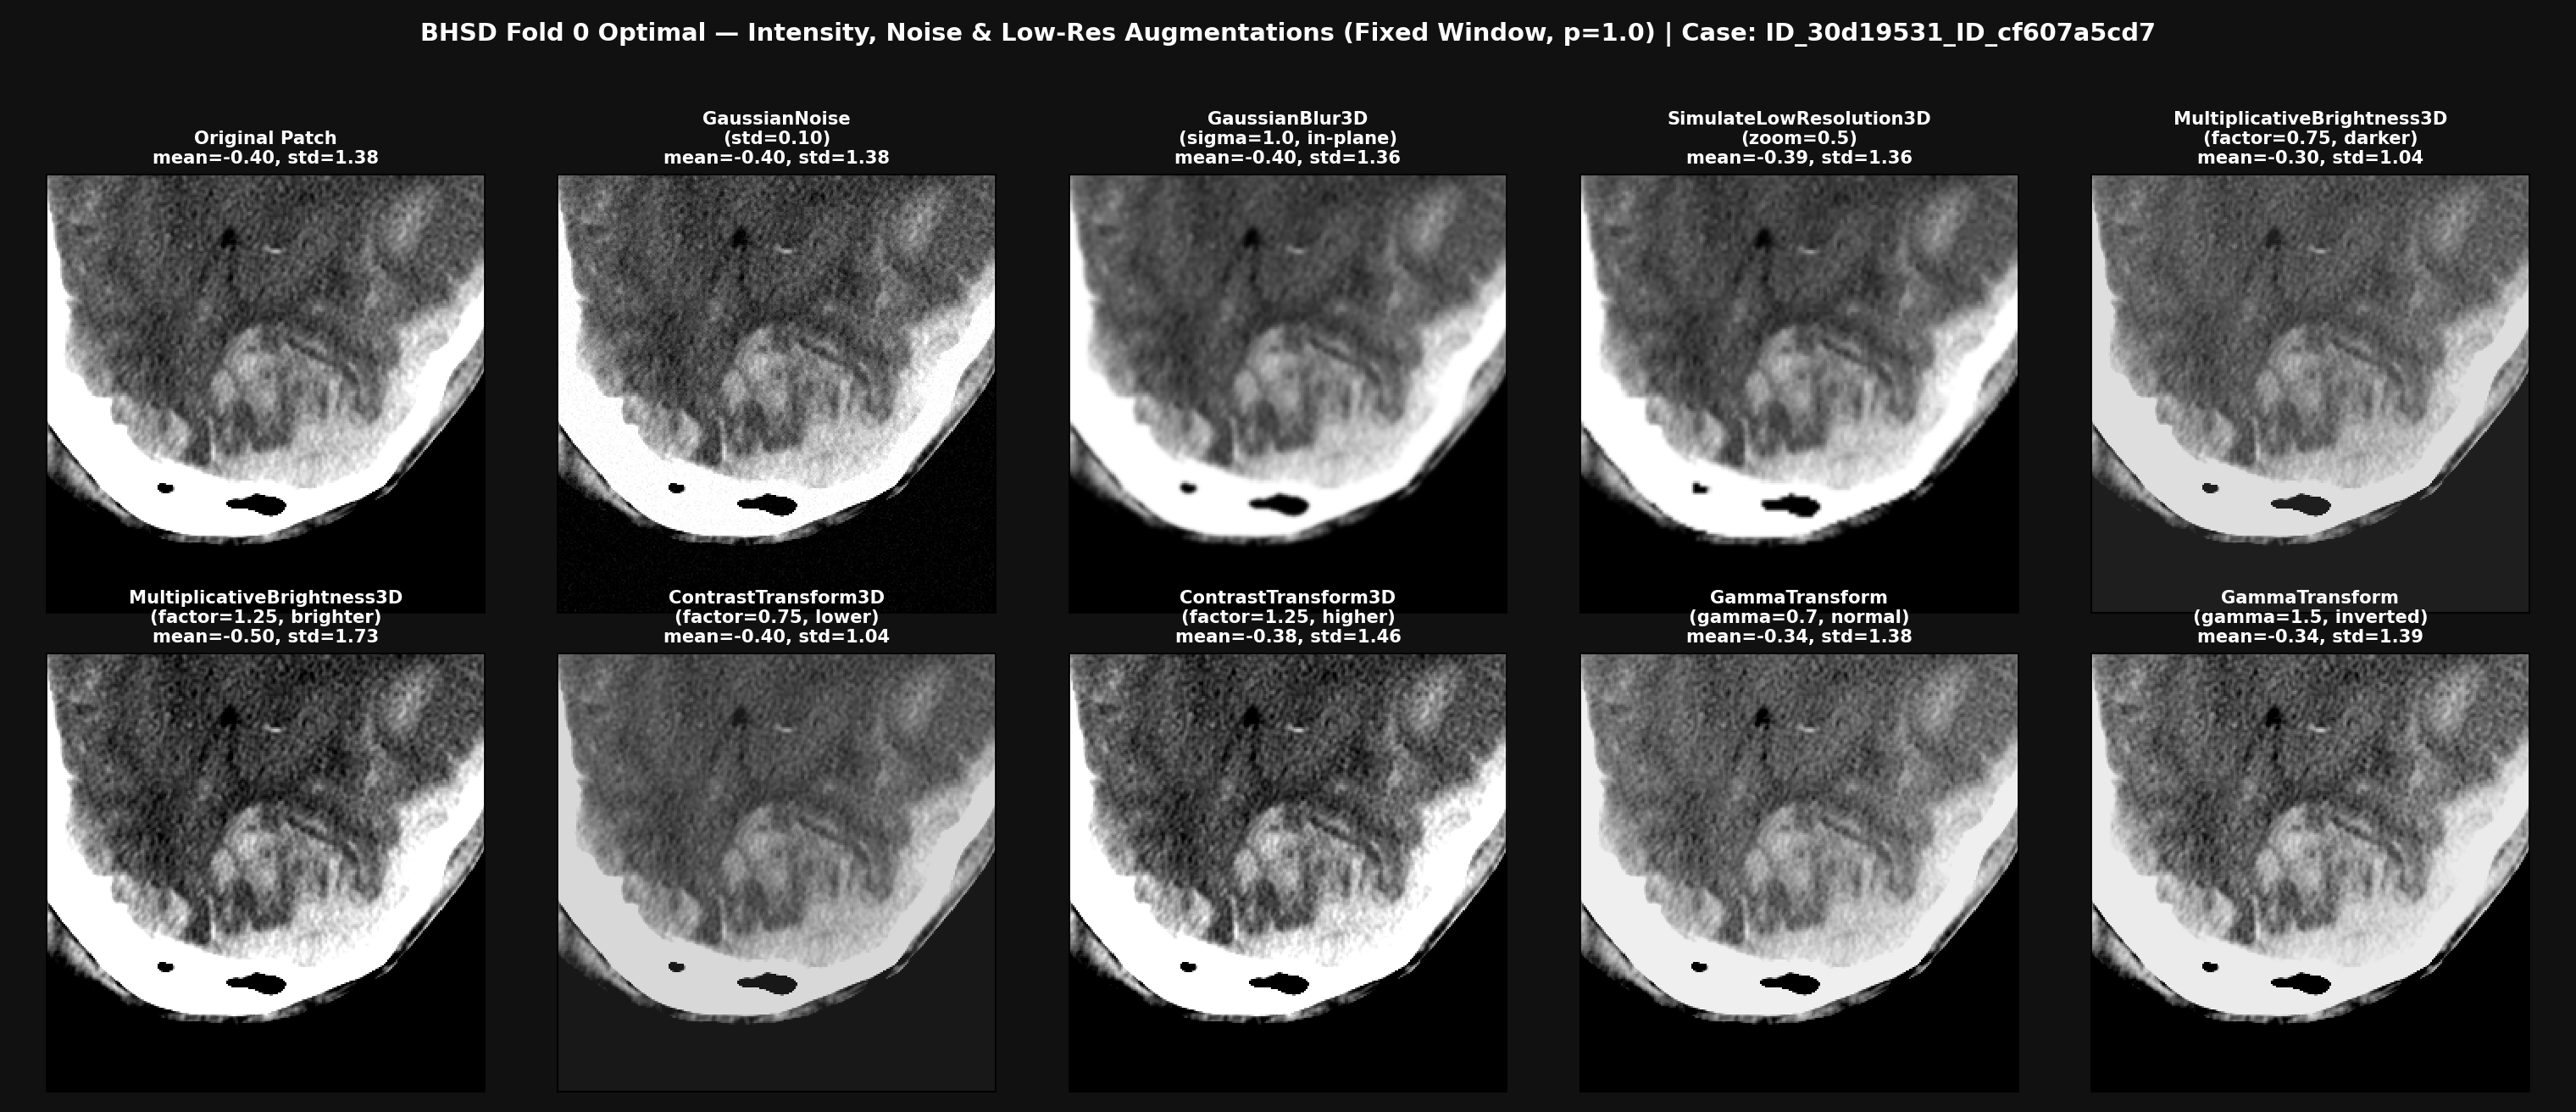 BHSD Fold 0 Optimal — Intensity, Noise & Low-Res Augmentations (Fixed Window, p=1.0) | Case: ID_30d19531_ID_cf607a5cd7
Original Patch
mean=-0.40, std=1.38
GaussianNoise
(std=0.10)
mean=-0.40, std=1.38
GaussianBlur3D
(sigma=1.0, in-plane)
mean=-0.40, std=1.36
SimulateLowResolution3D
(zoom=0.5)
mean=-0.39, std=1.36
MultiplicativeBrightness3D
(factor=0.75, darker)
mean=-0.30, std=1.04
MultiplicativeBrightness3D
(factor=1.25, brighter)
mean=-0.50, std=1.73
ContrastTransform3D
(factor=0.75, lower)
mean=-0.40, std=1.04
ContrastTransform3D
(factor=1.25, higher)
mean=-0.38, std=1.46
GammaTransform
(gamma=0.7, normal)
mean=-0.34, std=1.38
GammaTransform
(gamma=1.5, inverted)
mean=-0.34, std=1.39